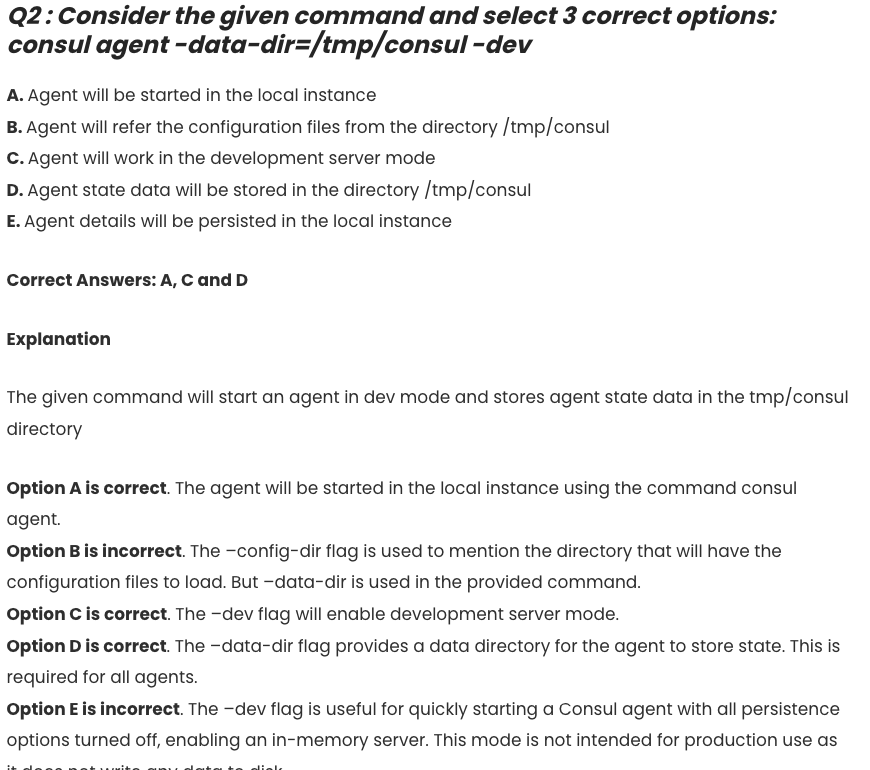 Q2 : Consider the given command and select 3 correct options:
consul agent –data-dir=/tmp/consul –dev
A. Agent will be started in the local instance
B. Agent will refer the configuration files from the directory /tmp/consul
C. Agent will work in the development server mode
D. Agent state data will be stored in the directory /tmp/consul
E. Agent details will be persisted in the local instance
Correct Answers: A, C and D
Explanation
The given command will start an agent in dev mode and stores agent state data in the tmp/consul
directory
Option A is correct. The agent will be started in the local instance using the command consul
agent.
Option B is incorrect. The –config-dir flag is used to mention the directory that will have the
configuration files to load. But –data-dir is used in the provided command.
Option C is correct. The –dev flag will enable development server mode.
Option D is correct. The –data-dir flag provides a data directory for the agent to store state. This is
required for all agents.
Option E is incorrect. The –dev flag is useful for quickly starting a Consul agent with all persistence
options turned off, enabling an in-memory server. This mode is not intended for production use as
it does not write any data to disk.